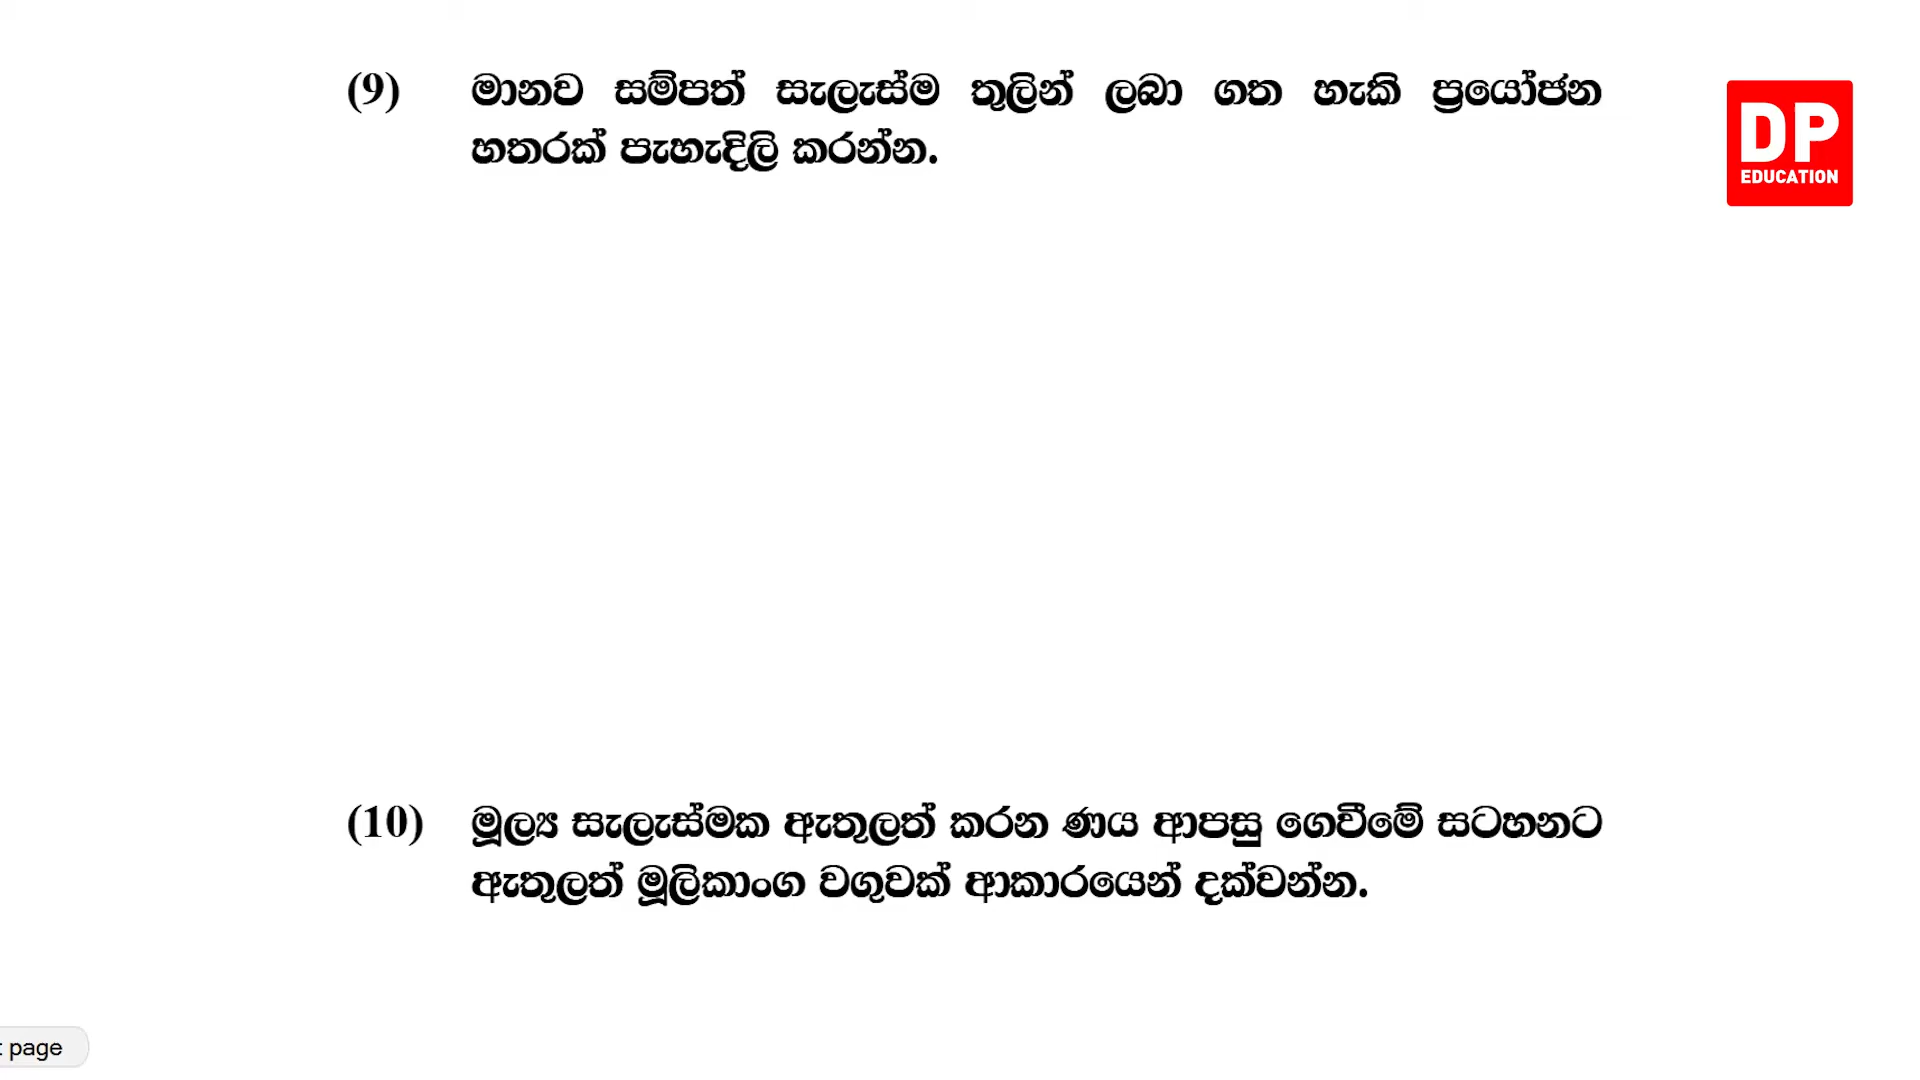 (9) මානව සම්පත් සැලැස්ම තුලින් ලබා ගත හැකි ප්‍රයෝජන
හතරක් පැහැදිලි කරන්න.
DP
EDUCATION
(10) මූල්‍ය සැලැස්මක ඇතුලත් කරන ණය ආපසු ගෙවීමේ සටහනට
ඇතුලත් මූලිකාංග වගුවක් ආකාරයෙන් දක්වන්න.
page